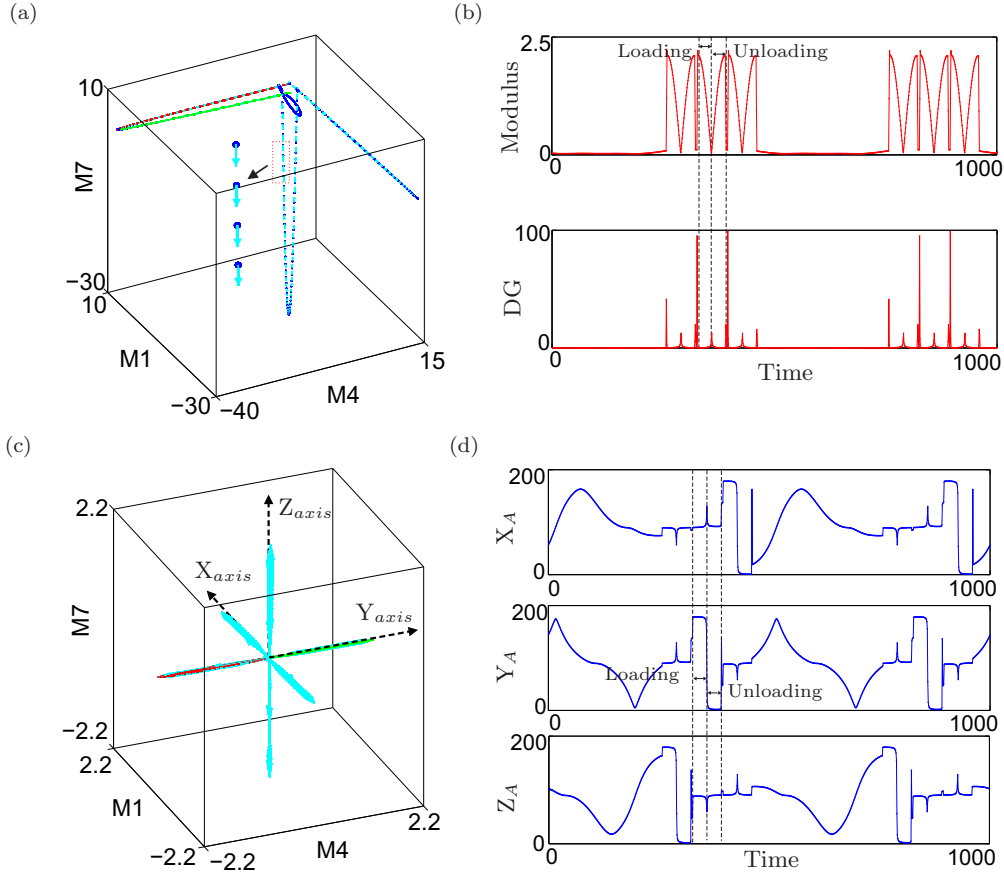 (a)
10
M7
−30
10
M1
−30
−40
M4
15
(b)
2.5
Modulus
0
0
1000
Loading
Unloading
100
DG
0
0
1000
Time
(c)
2.2
M7
−2.2
2.2
M1
−2.2
−2.2
M4
2.2
Z_axis
X_axis
Y_axis
(d)
200
X_A
0
0
1000
200
Y_A
0
0
1000
Loading
Unloading
200
Z_A
0
0
1000
Time